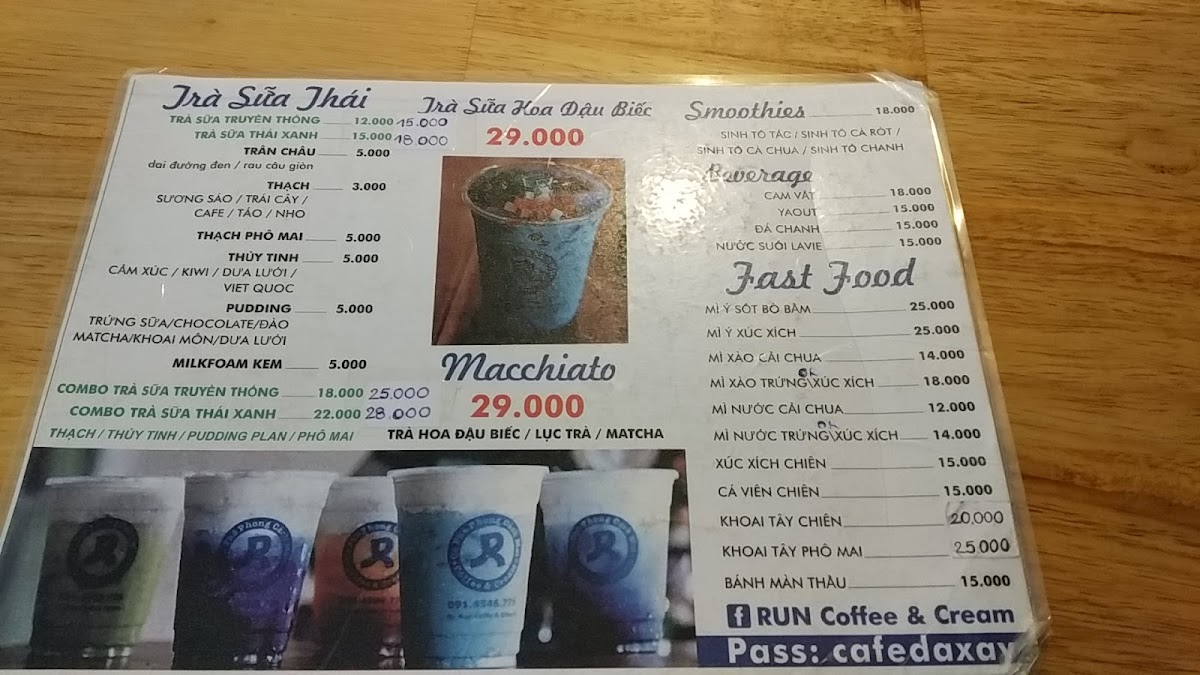 Trà Sữa Thái
TRÀ SỮA TRUYỀN THỐNG 12.000 15.000
TRÀ SỮA THÁI XANH 15.000 18.000
TRÂN CHÂU 5.000
dai đường đen / rau câu giòn
THẠCH 3.000
SƯƠNG SÁO / TRÁI CÂY /
CAFE / TÁO / NHO
THẠCH PHÔ MAI 5.000
THỦY TINH 5.000
CẢM XÚC / KIWI / DƯA LƯỚI /
VIET QUOC
PUDDING 5.000
TRỨNG SỮA/CHOCOLATE/ĐÀO
MATCHA/KHOAI MÔN/DƯA LƯỚI
MILKFOAM KEM 5.000
COMBO TRÀ SỮA TRUYỀN THỐNG 18.000 25.000
COMBO TRÀ SỮA THÁI XANH 22.000 28.000
THẠCH / THỦY TINH / PUDDING PLAN / PHÔ MAI
Trà Sữa Hoa Đậu Biếc
29.000
Macchiato
29.000
TRÀ HOA ĐẬU BIẾC / LỤC TRÀ / MATCHA
Smoothies 18.000
SINH TỐ TẮC / SINH TỐ CÀ RỐT /
SINH TỐ CÀ CHUA / SINH TỐ CHANH
Beverage
CAM VẮT 18.000
YAOUT 15.000
ĐÁ CHANH 15.000
NƯỚC SUỐI LAVIE 15.000
Fast Food
MÌ Ý SỐT BÒ BẰM 25.000
MÌ Ý XÚC XÍCH 25.000
MÌ XÀO CẢI CHUA 14.000
MÌ XÀO TRỨNG\XÚC XÍCH 18.000
MÌ NƯỚC CẢI CHUA 12.000
MÌ NƯỚC TRỨNG\XÚC XÍCH 14.000
XÚC XÍCH CHIÊN 15.000
CÁ VIÊN CHIÊN 15.000
KHOAI TÂY CHIÊN 20,000
KHOAI TÂY PHÔ MAI 25.000
BÁNH MÀN THẦU 15.000
f RUN Coffee & Cream
Pass: cafedaxay
091.4546.779